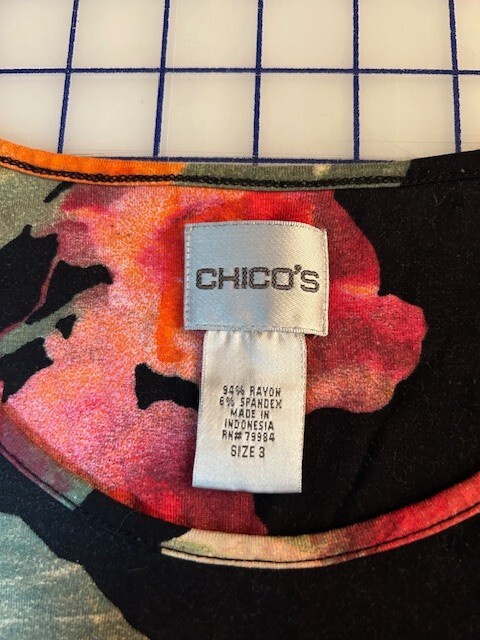 CHICO'S
94% RAYON
6% SPANDEX
MADE IN
INDONESIA
RN# 79984
SIZE 3